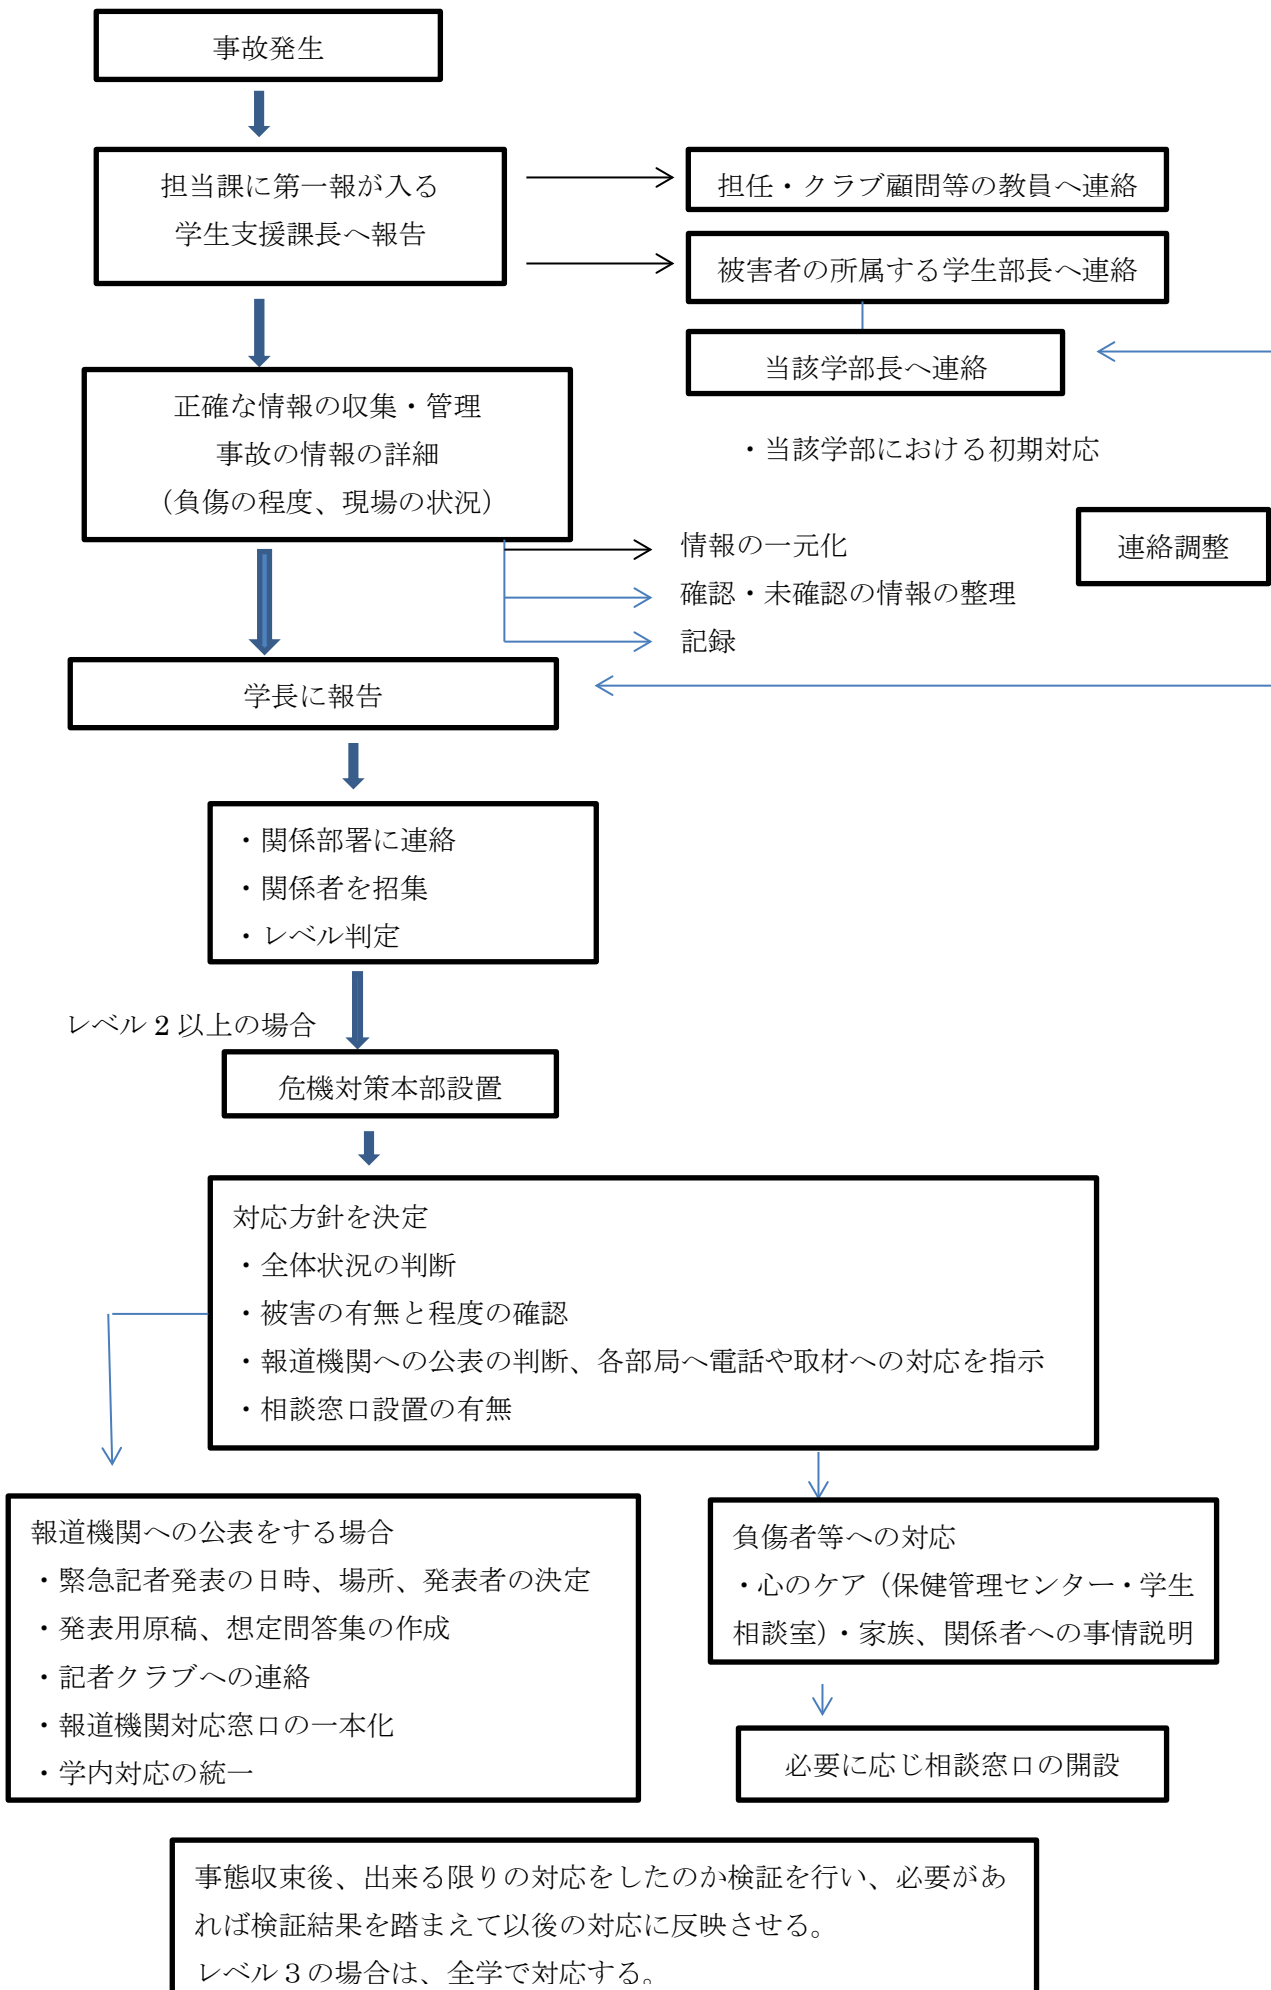 事故発生
担当課に第一報が入る
学生支援課長へ報告
担任・クラブ顧問等の教員へ連絡
被害者の所属する学生部長へ連絡
当該学部長へ連絡
・当該学部における初期対応
正確な情報の収集・管理
事故の情報の詳細
（負傷の程度、現場の状況）
情報の一元化
確認・未確認の情報の整理
記録
連絡調整
学長に報告
・関係部署に連絡
・関係者を招集
・レベル判定
レベル 2 以上の場合
危機対策本部設置
対応方針を決定
・全体状況の判断
・被害の有無と程度の確認
・報道機関への公表の判断、各部局へ電話や取材への対応を指示
・相談窓口設置の有無
報道機関への公表をする場合
・緊急記者発表の日時、場所、発表者の決定
・発表用原稿、想定問答集の作成
・記者クラブへの連絡
・報道機関対応窓口の一本化
・学内対応の統一
負傷者等への対応
・心のケア（保健管理センター・学生
相談室）・家族、関係者への事情説明
必要に応じ相談窓口の開設
事態収束後、出来る限りの対応をしたのか検証を行い、必要があ
れば検証結果を踏まえて以後の対応に反映させる。
レベル３の場合は、全学で対応する。